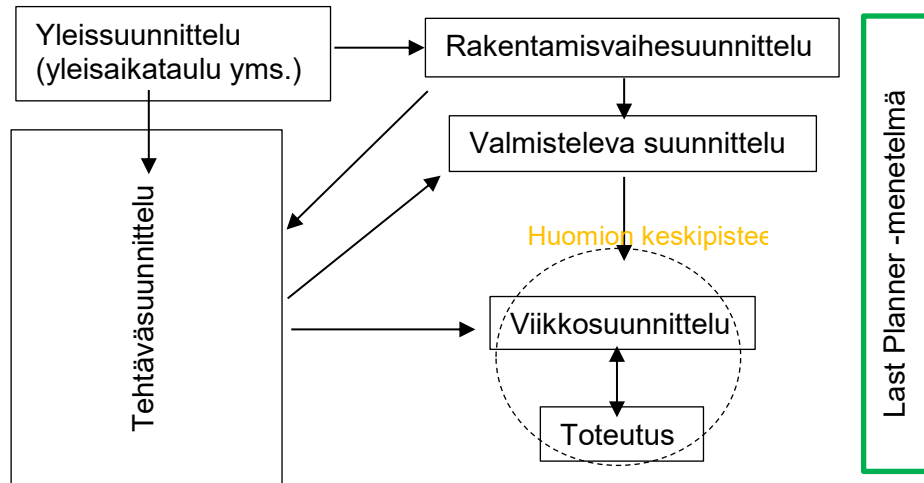 Yleissuunnittelu
(yleisaikataulu yms.)
Rakentamisvaihesuunnittelu
Valmisteleva suunnittelu
Tehtäväsuunnittelu
Huomion keskipistee
Viikkosuunnittelu
Toteutus
Last Planner -menetelmä